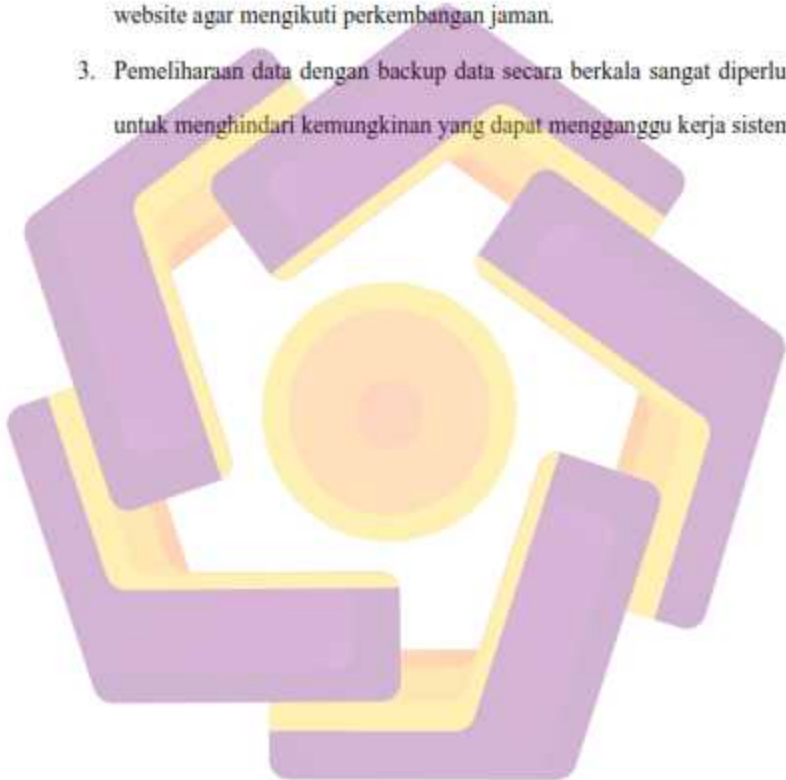 website agar mengikuti perkembangan jaman.
3. Pemeliharaan data dengan backup data secara berkala sangat diperlu
untuk menghindari kemungkinan yang dapat mengganggu kerja sisten